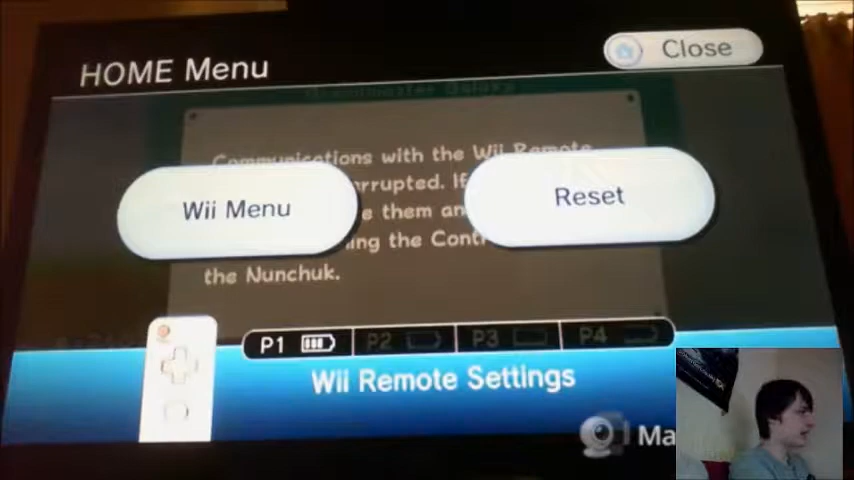 HOME Menu
Close
Communications with the Wii Remote
rrupted. If
Wii Menu
Reset
e them an
ing the Cont
the Nunchuk.
P1 P2 P3 P4
Wii Remote Settings
Ma